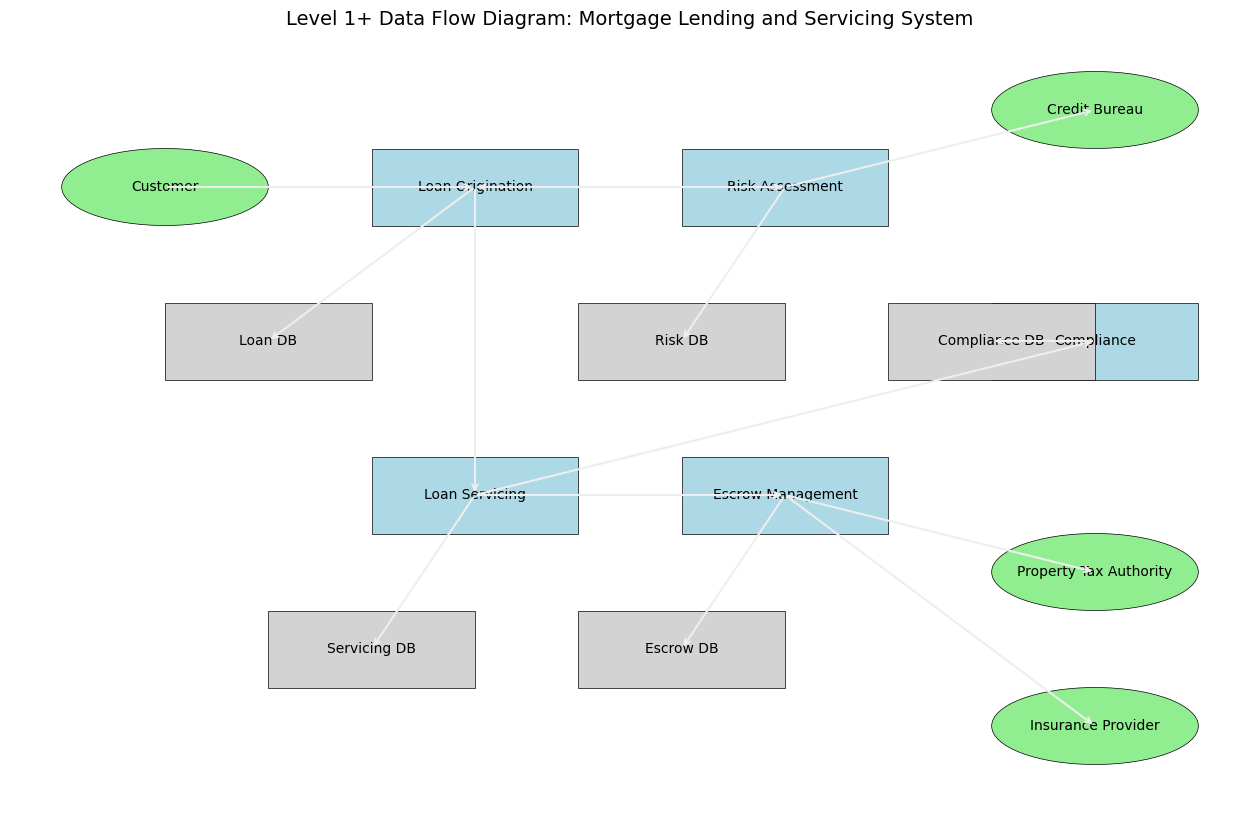 Level 1+ Data Flow Diagram: Mortgage Lending and Servicing System
Credit Bureau
Customer
Loan Origination
Risk Assessment
Loan DB
Risk DB
Compliance DB
Compliance
Loan Servicing
Escrow Management
Property Tax Authority
Servicing DB
Escrow DB
Insurance Provider